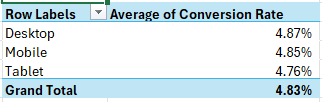 Row Labels Average of Conversion Rate
Desktop 4.87%
Mobile 4.85%
Tablet 4.76%
Grand Total 4.83%